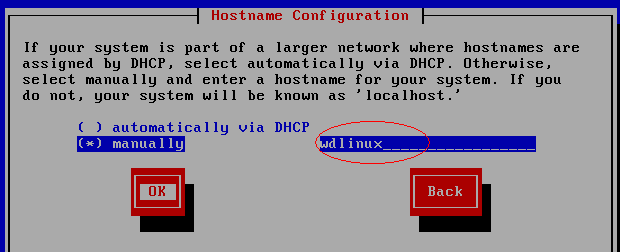 Hostname Configuration
If your system is part of a larger network where hostnames are
assigned by DHCP, select automatically via DHCP. Otherwise,
select manually and enter a hostname for your system. If you
do not, your system will be known as 'localhost.'
( ) automatically via DHCP
(*) manually wdlinux__________________
OK Back